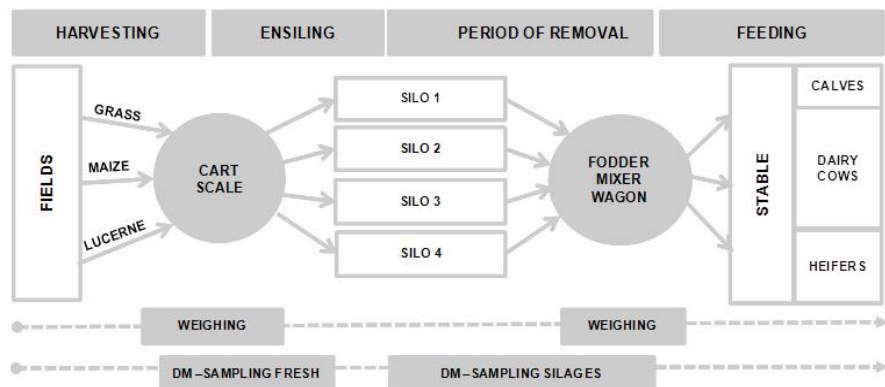 HARVESTING
ENSILING
PERIOD OF REMOVAL
FEEDING
FIELDS
GRASS
MAIZE
LUCERNE
CART
SCALE
SILO 1
SILO 2
SILO 3
SILO 4
FODDER
MIXER
WAGON
STABLE
CALVES
DAIRY
COWS
HEIFERS
WEIGHING
WEIGHING
DM–SAMPLING FRESH
DM–SAMPLING SILAGES